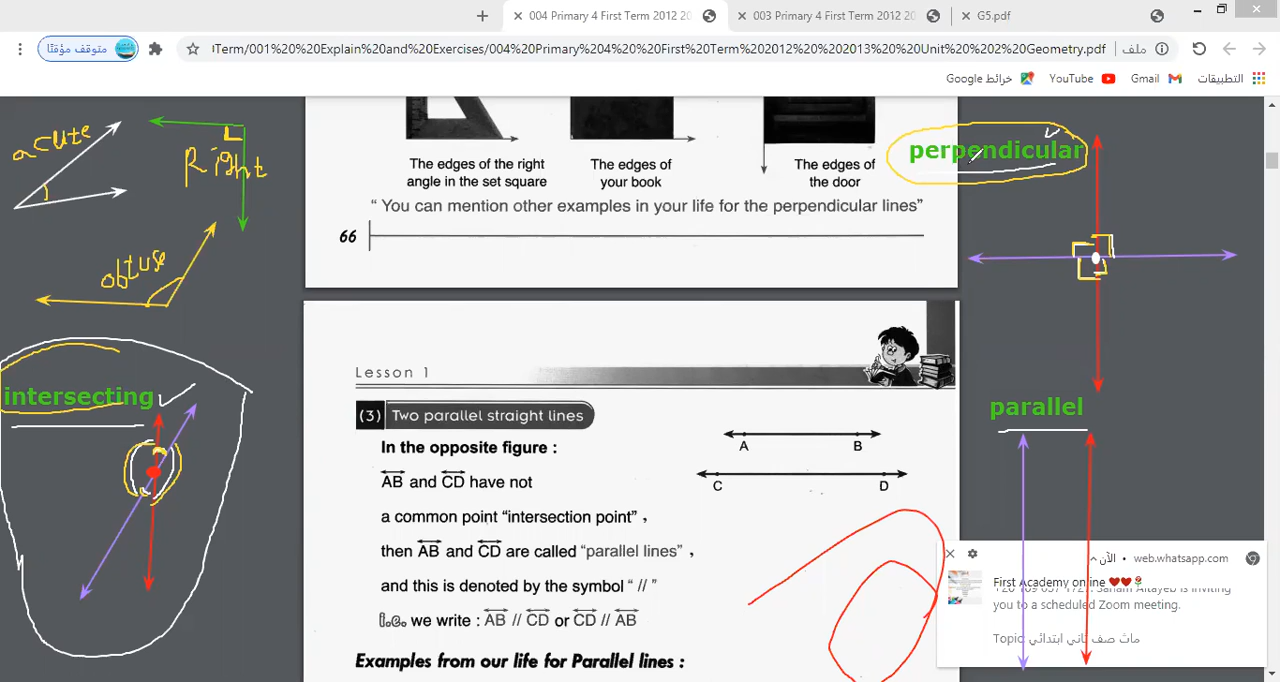 004 Primary 4 First Term 2012 20
003 Primary 4 First Term 2012 20
G5.pdf
متوقف مؤقتًا
ITerm/001%20%20Explain%20and%20Exercises/004%20Primary%204%20%20First%20Term%202012%20%202013%20%20Unit%20%202%20%20Geometry.pdf
ملف
خرائط Google
YouTube
Gmail
التطبيقات
acute
Right
obtuse
intersecting
The edges of the right
angle in the set square
The edges of
your book
The edges of
the door
“ You can mention other examples in your life for the perpendicular lines”
66
Lesson 1
(3) Two parallel straight lines
In the opposite figure :
AB and CD have not
a common point “intersection point” ,
then AB and CD are called “parallel lines” ,
and this is denoted by the symbol “ // ”
we write : AB // CD or CD // AB
Examples from our life for Parallel lines :
A B
C D
perpendicular
parallel
الآن • web.whatsapp.com
First Academy online
you to a scheduled Zoom meeting.
Topic: ماث صف ثاني ابتدائي